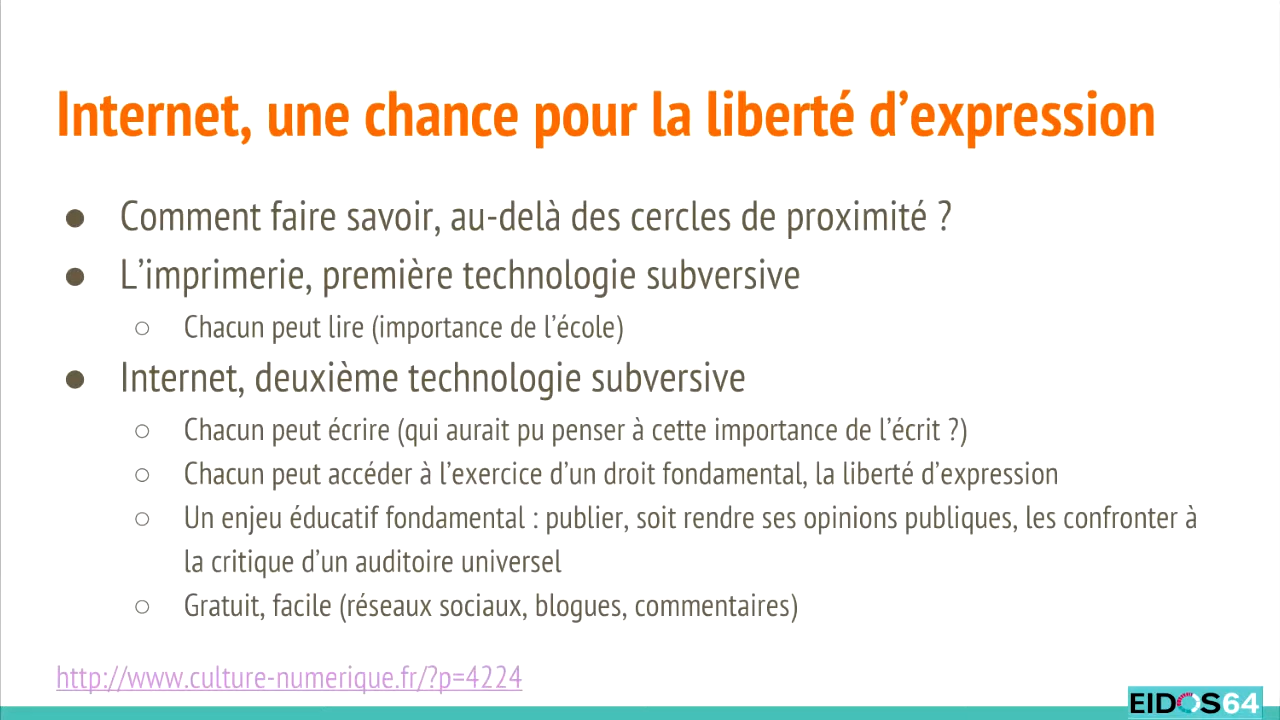 Internet, une chance pour la liberté d’expression
● Comment faire savoir, au-delà des cercles de proximité ?
● L’imprimerie, première technologie subversive
○ Chacun peut lire (importance de l’école)
● Internet, deuxième technologie subversive
○ Chacun peut écrire (qui aurait pu penser à cette importance de l’écrit ?)
○ Chacun peut accéder à l’exercice d’un droit fondamental, la liberté d’expression
○ Un enjeu éducatif fondamental : publier, soit rendre ses opinions publiques, les confronter à
la critique d’un auditoire universel
○ Gratuit, facile (réseaux sociaux, blogues, commentaires)
http://www.culture-numerique.fr/?p=4224
EIDOS64